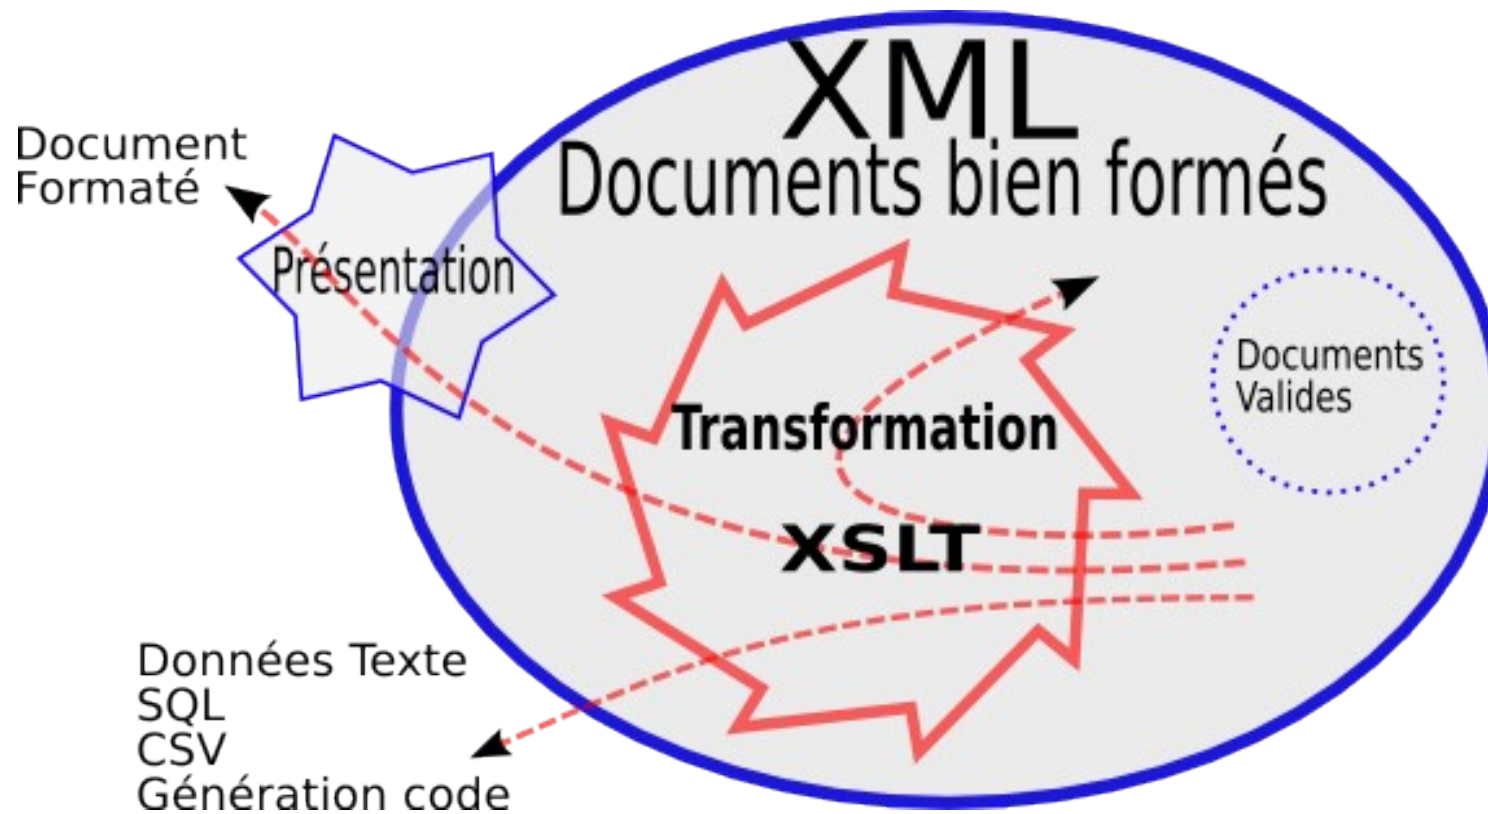 XML
Documents bien formés
Document
Formaté
Présentation
Documents
Valides
Transformation
XSLT
Données Texte
SQL
CSV
Génération code